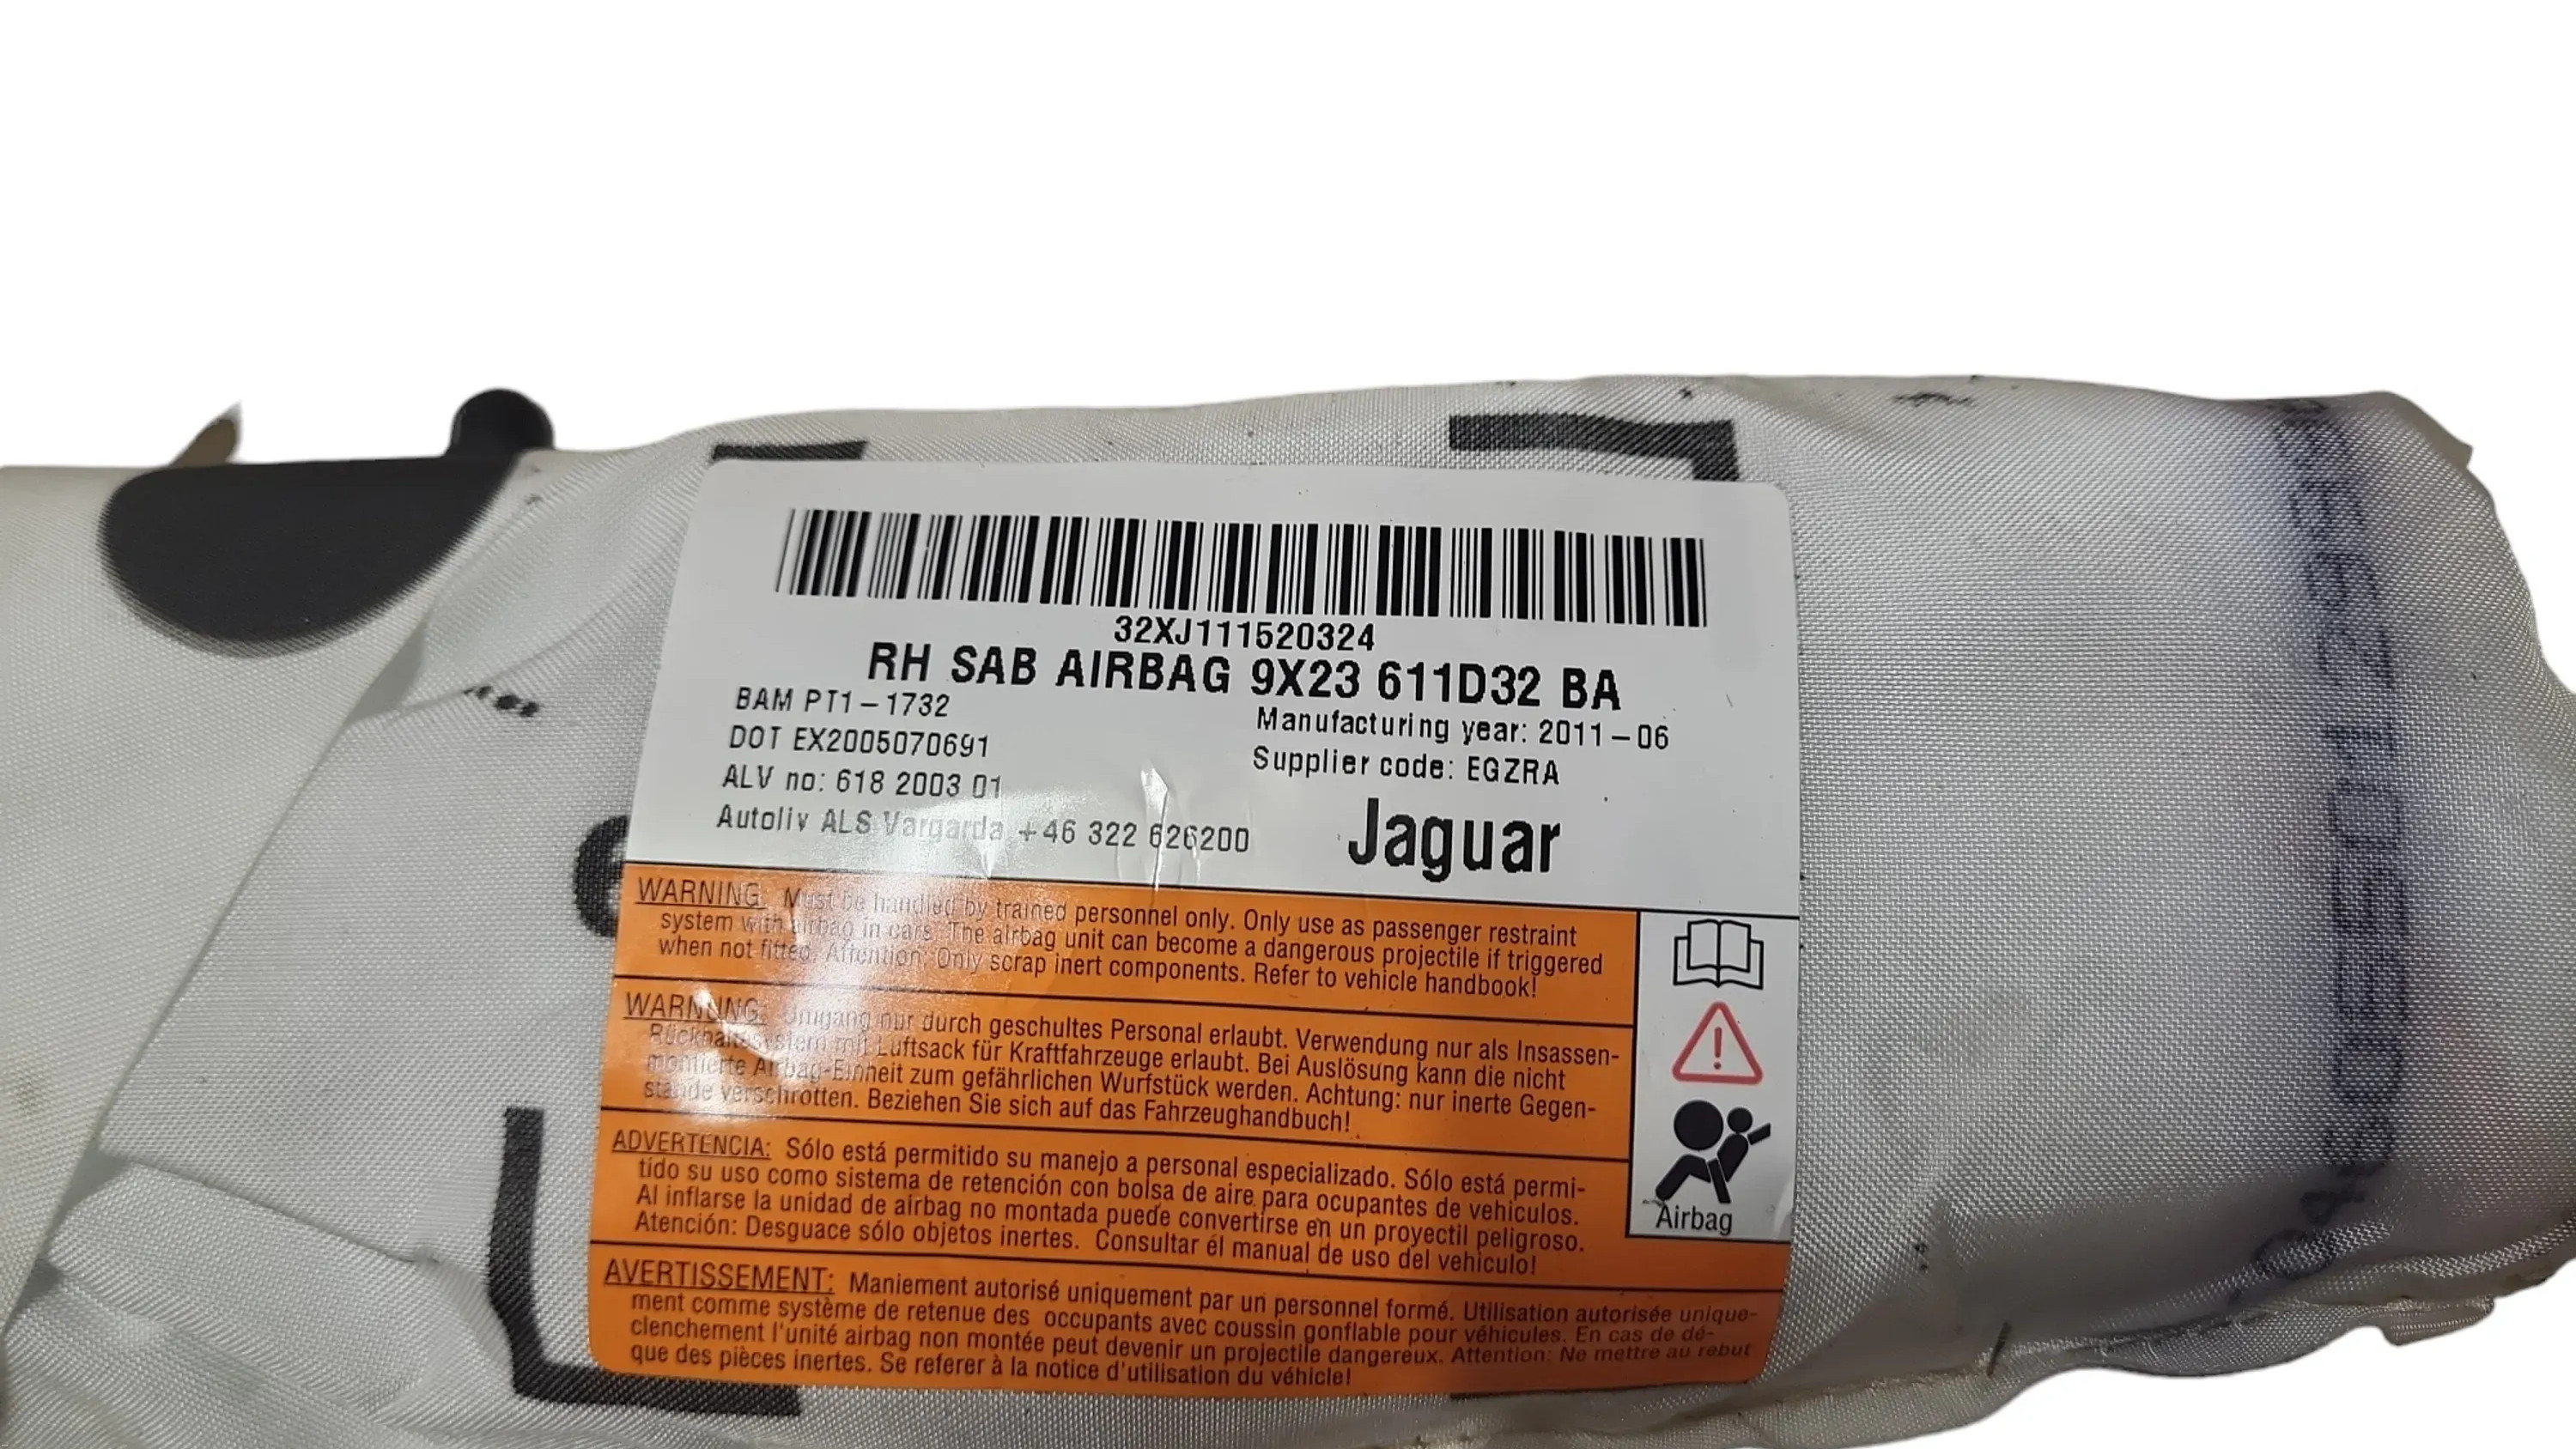 32XJ111520324
RH SAB AIRBAG 9X23 611D32 BA
BAM PT1-1732
Manufacturing year: 2011-06
DOT EX2005070691
Supplier code: EGZRA
ALV no: 618 2003 01
Autoliv ALS Vargarda +46 322 626200
Jaguar
WARNING: Must be handled by trained personnel only. Only use as passenger restraint
system with airbag in cars. The airbag unit can become a dangerous projectile if triggered
when not fitted. Attention: Only scrap inert components. Refer to vehicle handbook!
WARNUNG: Umgang nur durch geschultes Personal erlaubt. Verwendung nur als Insassen-
Rückhaltesystem mit Luftsack für Kraftfahrzeuge erlaubt. Bei Auslösung kann die nicht
montierte Airbag-Einheit zum gefährlichen Wurfstück werden. Achtung: nur inerte Gegen-
stände verschrotten. Beziehen Sie sich auf das Fahrzeughandbuch!
ADVERTENCIA: Sólo está permitido su manejo a personal especializado. Sólo está permi-
tido su uso como sistema de retención con bolsa de aire para ocupantes de vehiculos.
Al inflarse la unidad de airbag no montada puede convertirse en un proyectil peligroso.
Atención: Desguace sólo objetos inertes. Consultar él manual de uso del vehiculo!
Airbag
AVERTISSEMENT: Maniement autorisé uniquement par un personnel formé. Utilisation autorisée unique-
ment comme système de retenue des occupants avec coussin gonflable pour véhicules. En cas de dé-
clenchement l'unité airbag non montée peut devenir un projectile dangereux. Attention: Ne mettre au rebut
que des pièces inertes. Se referer à la notice d'utilisation du véhicle!